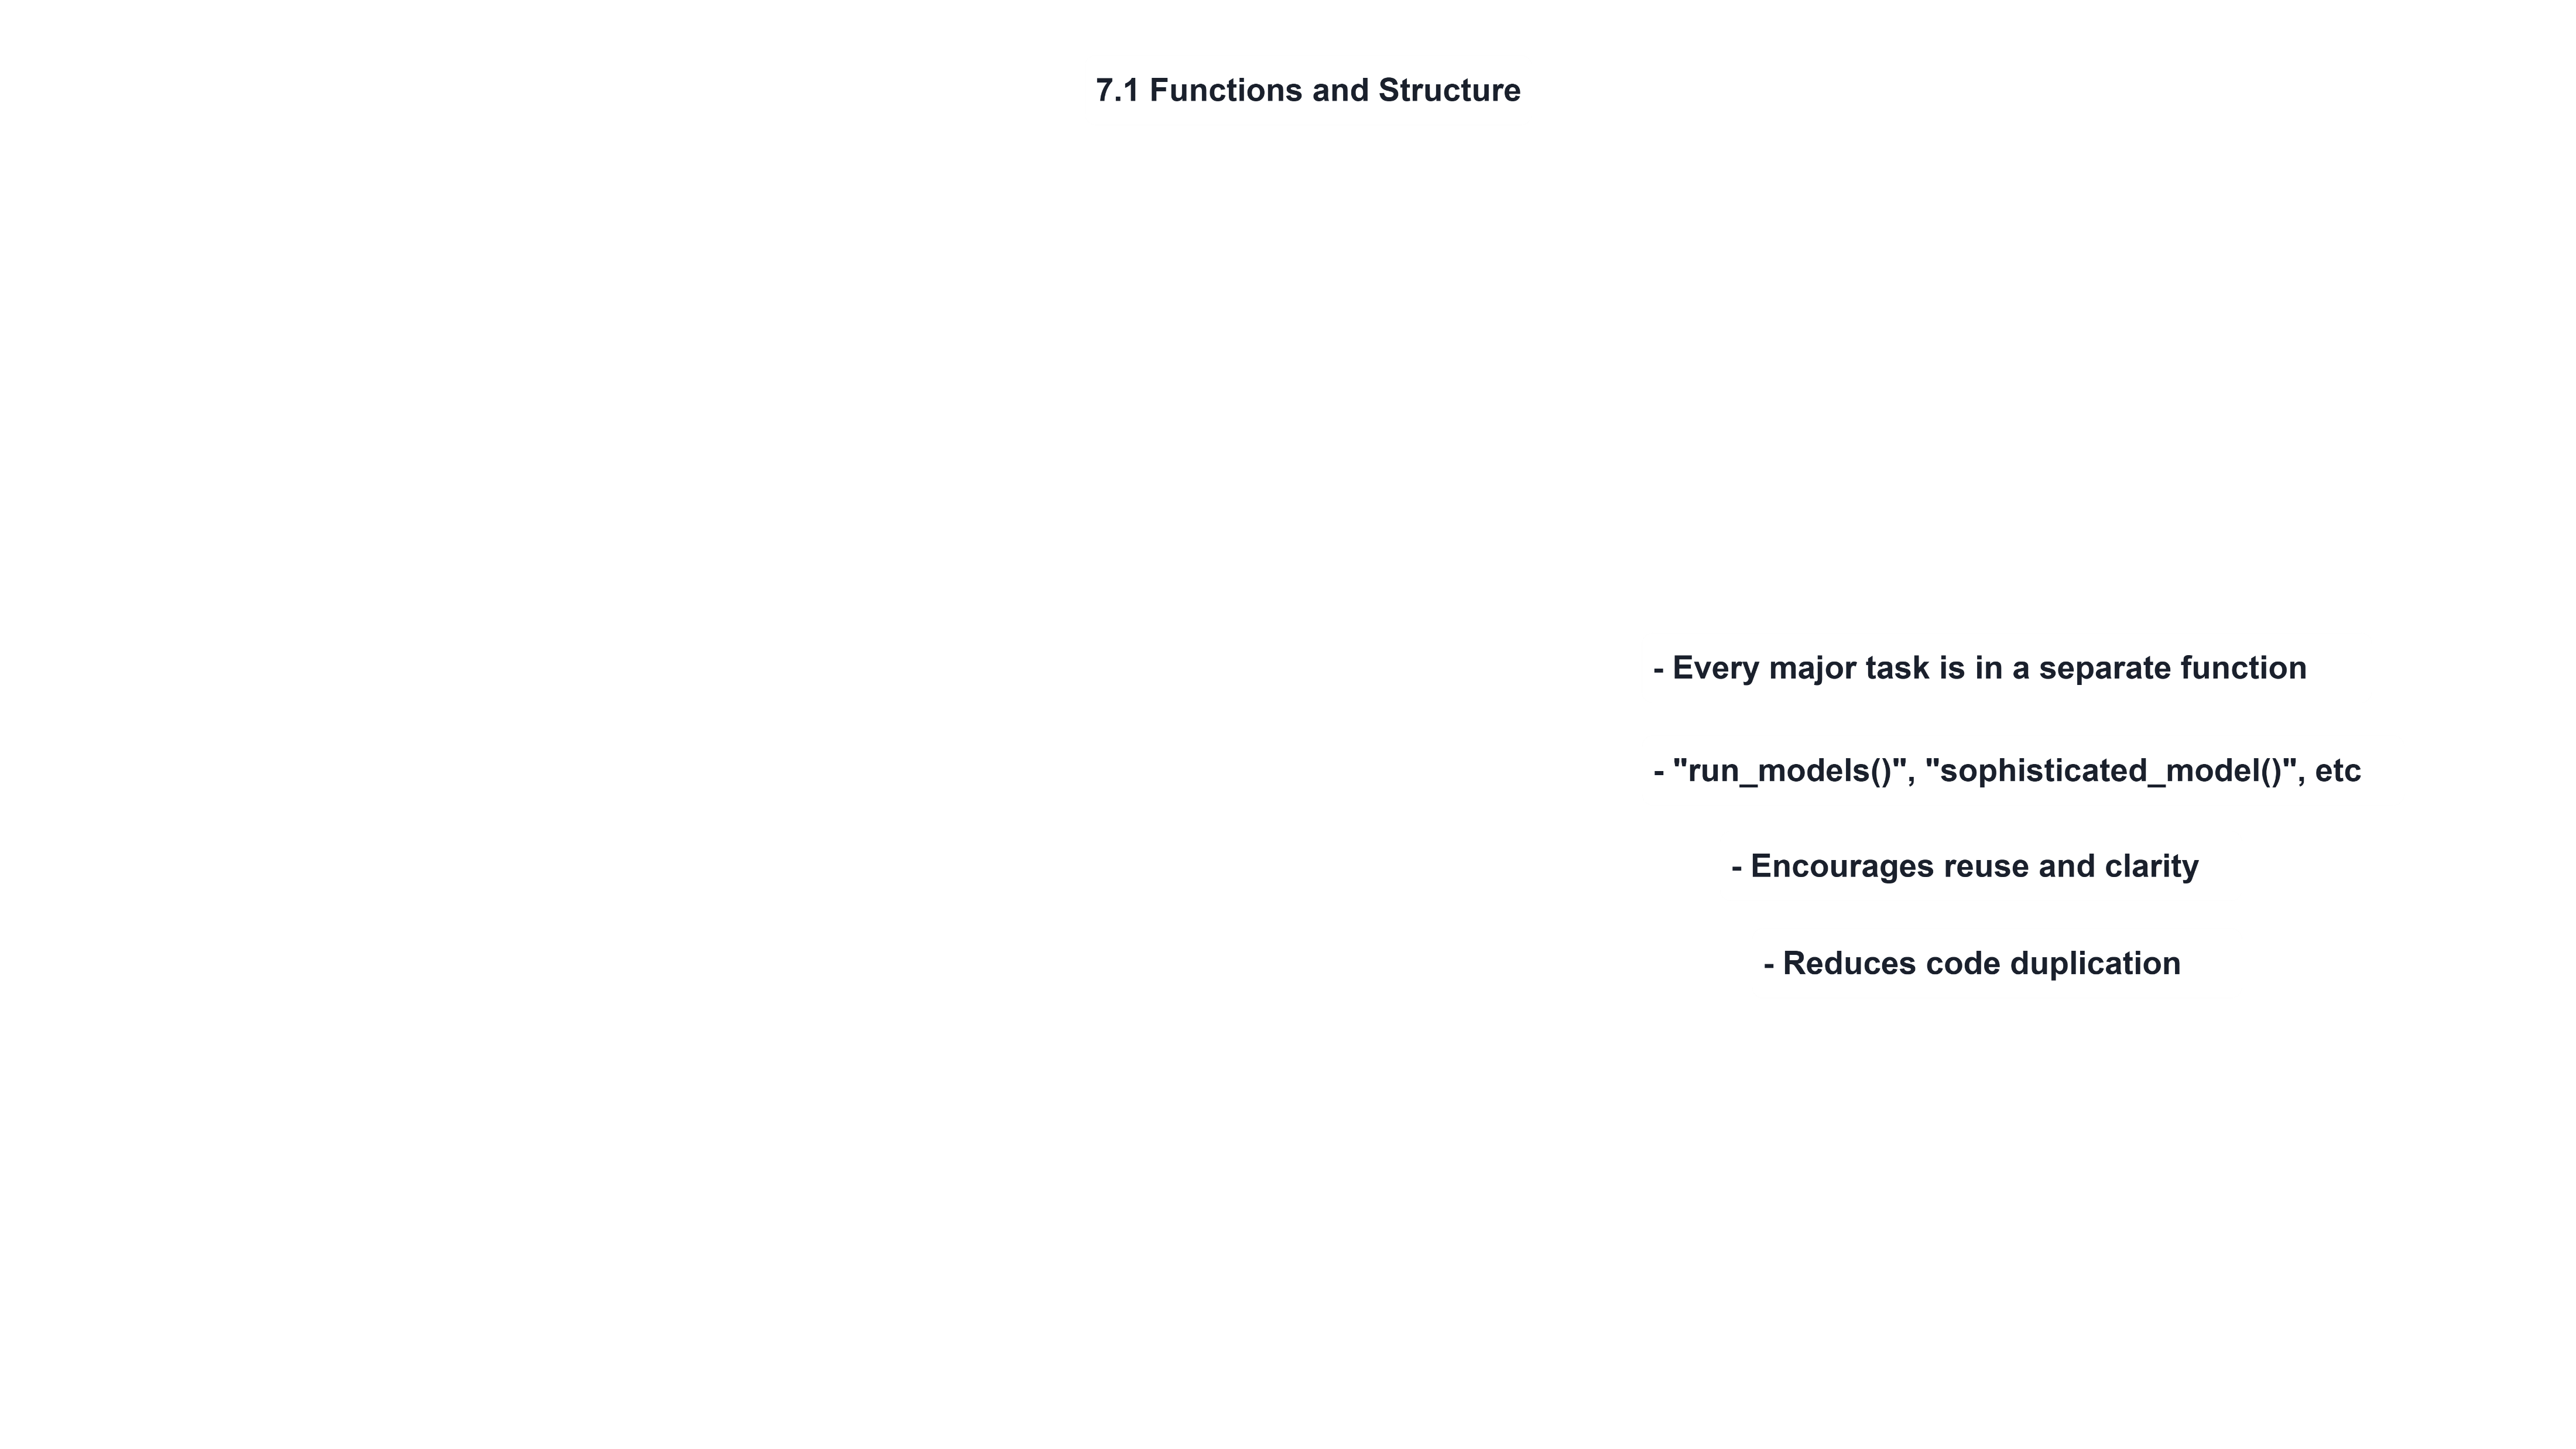 7.1 Functions and Structure
- Every major task is in a separate function
- "run_models()", "sophisticated_model()", etc
- Encourages reuse and clarity
- Reduces code duplication